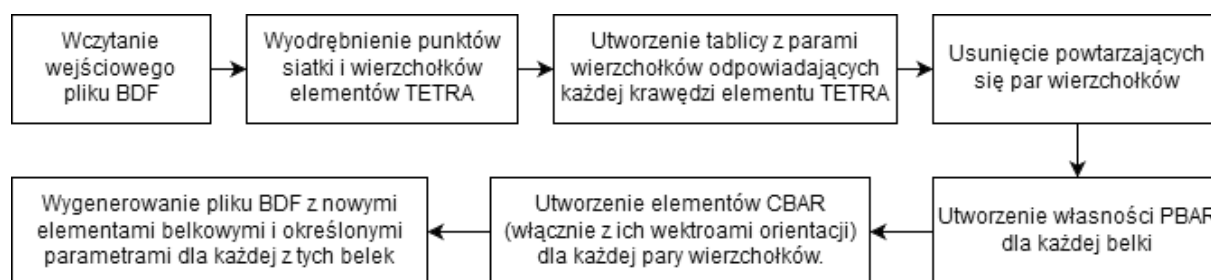 Wczytanie
wejściowego
pliku BDF
Wyodrębnienie punktów
siatki i wierzchołków
elementów TETRA
Utworzenie tablicy z parami
wierzchołków odpowiadających
każdej krawędzi elementu TETRA
Usunięcie powtarzających
się par wierzchołków
Utworzenie własności PBAR
dla każdej belki
Utworzenie elementów CBAR
(włącznie z ich wektroami orientacji)
dla każdej pary wierzchołków.
Wygenerowanie pliku BDF z nowymi
elementami belkowymi i określonymi
parametrami dla każdej z tych belek